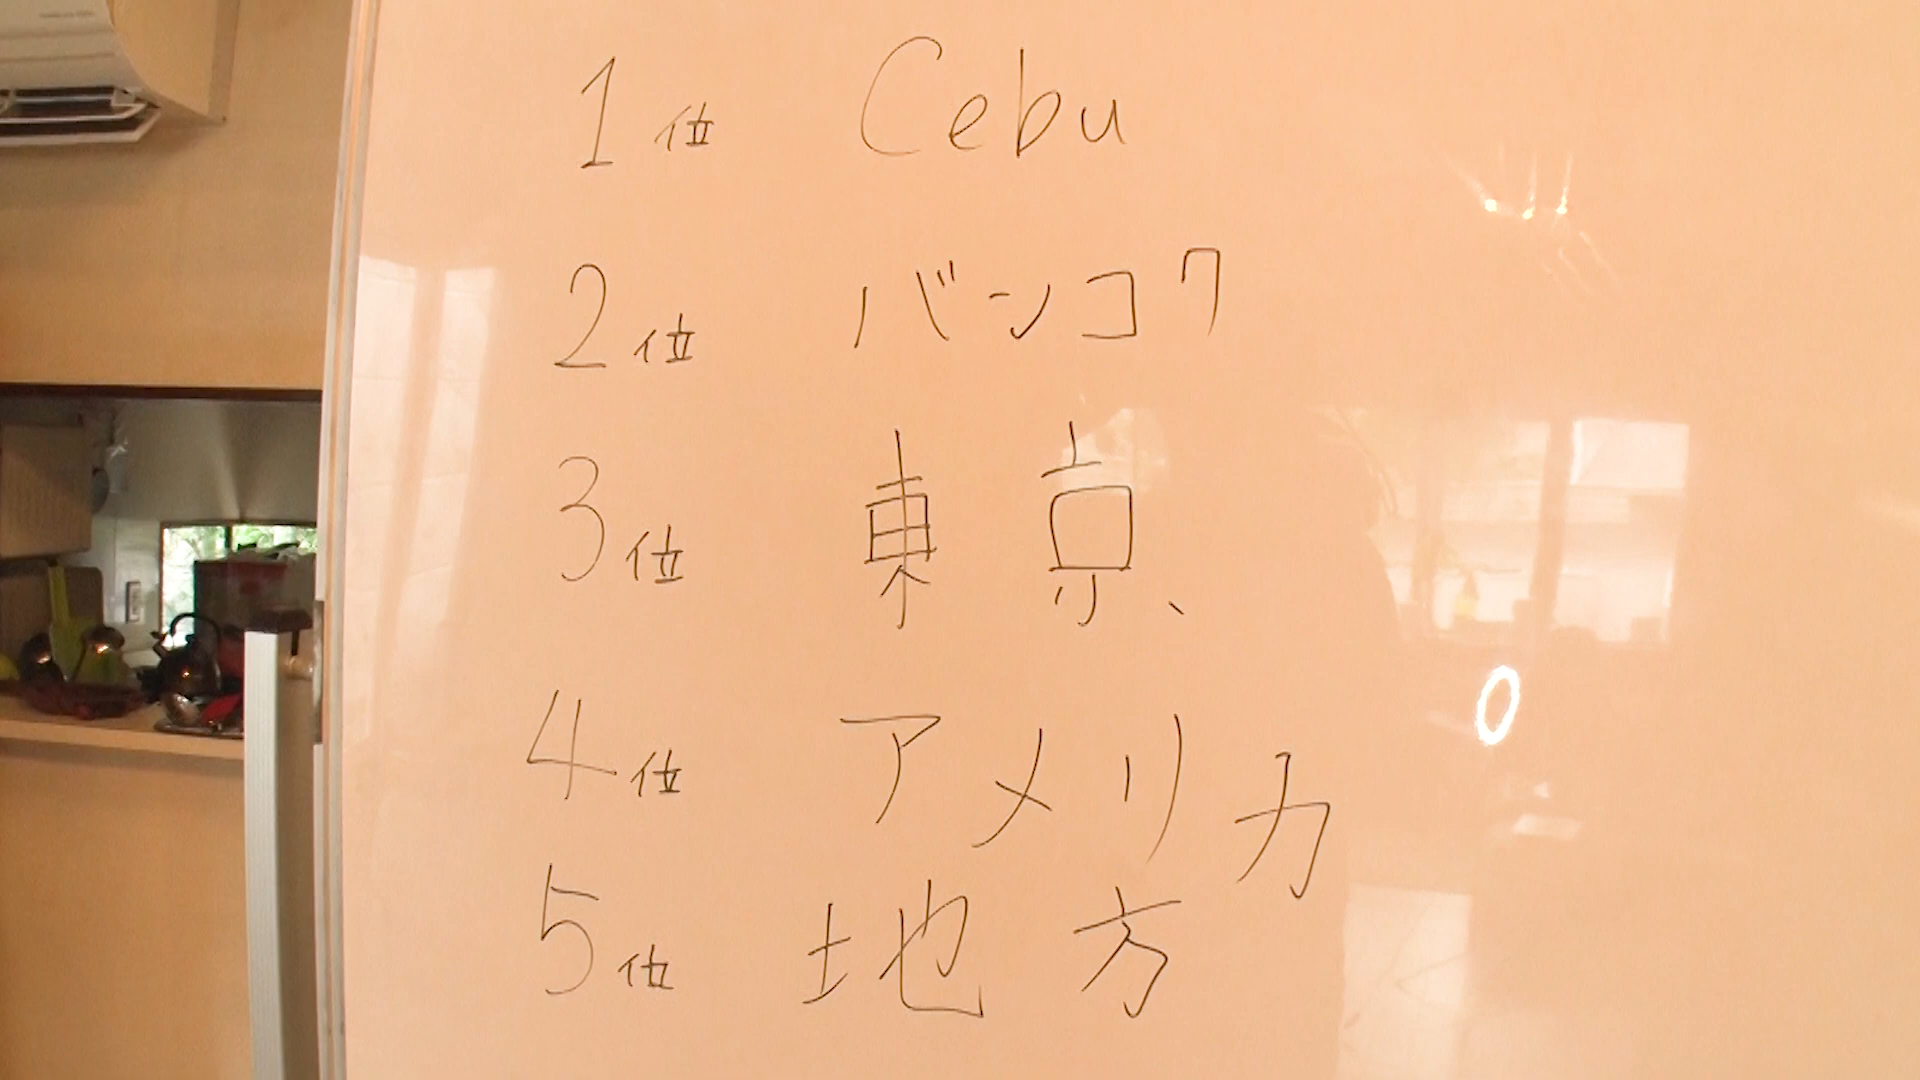 1位 Cebu
2位 バンコク
3位 東京、
4位 アメリカ
5位 地方